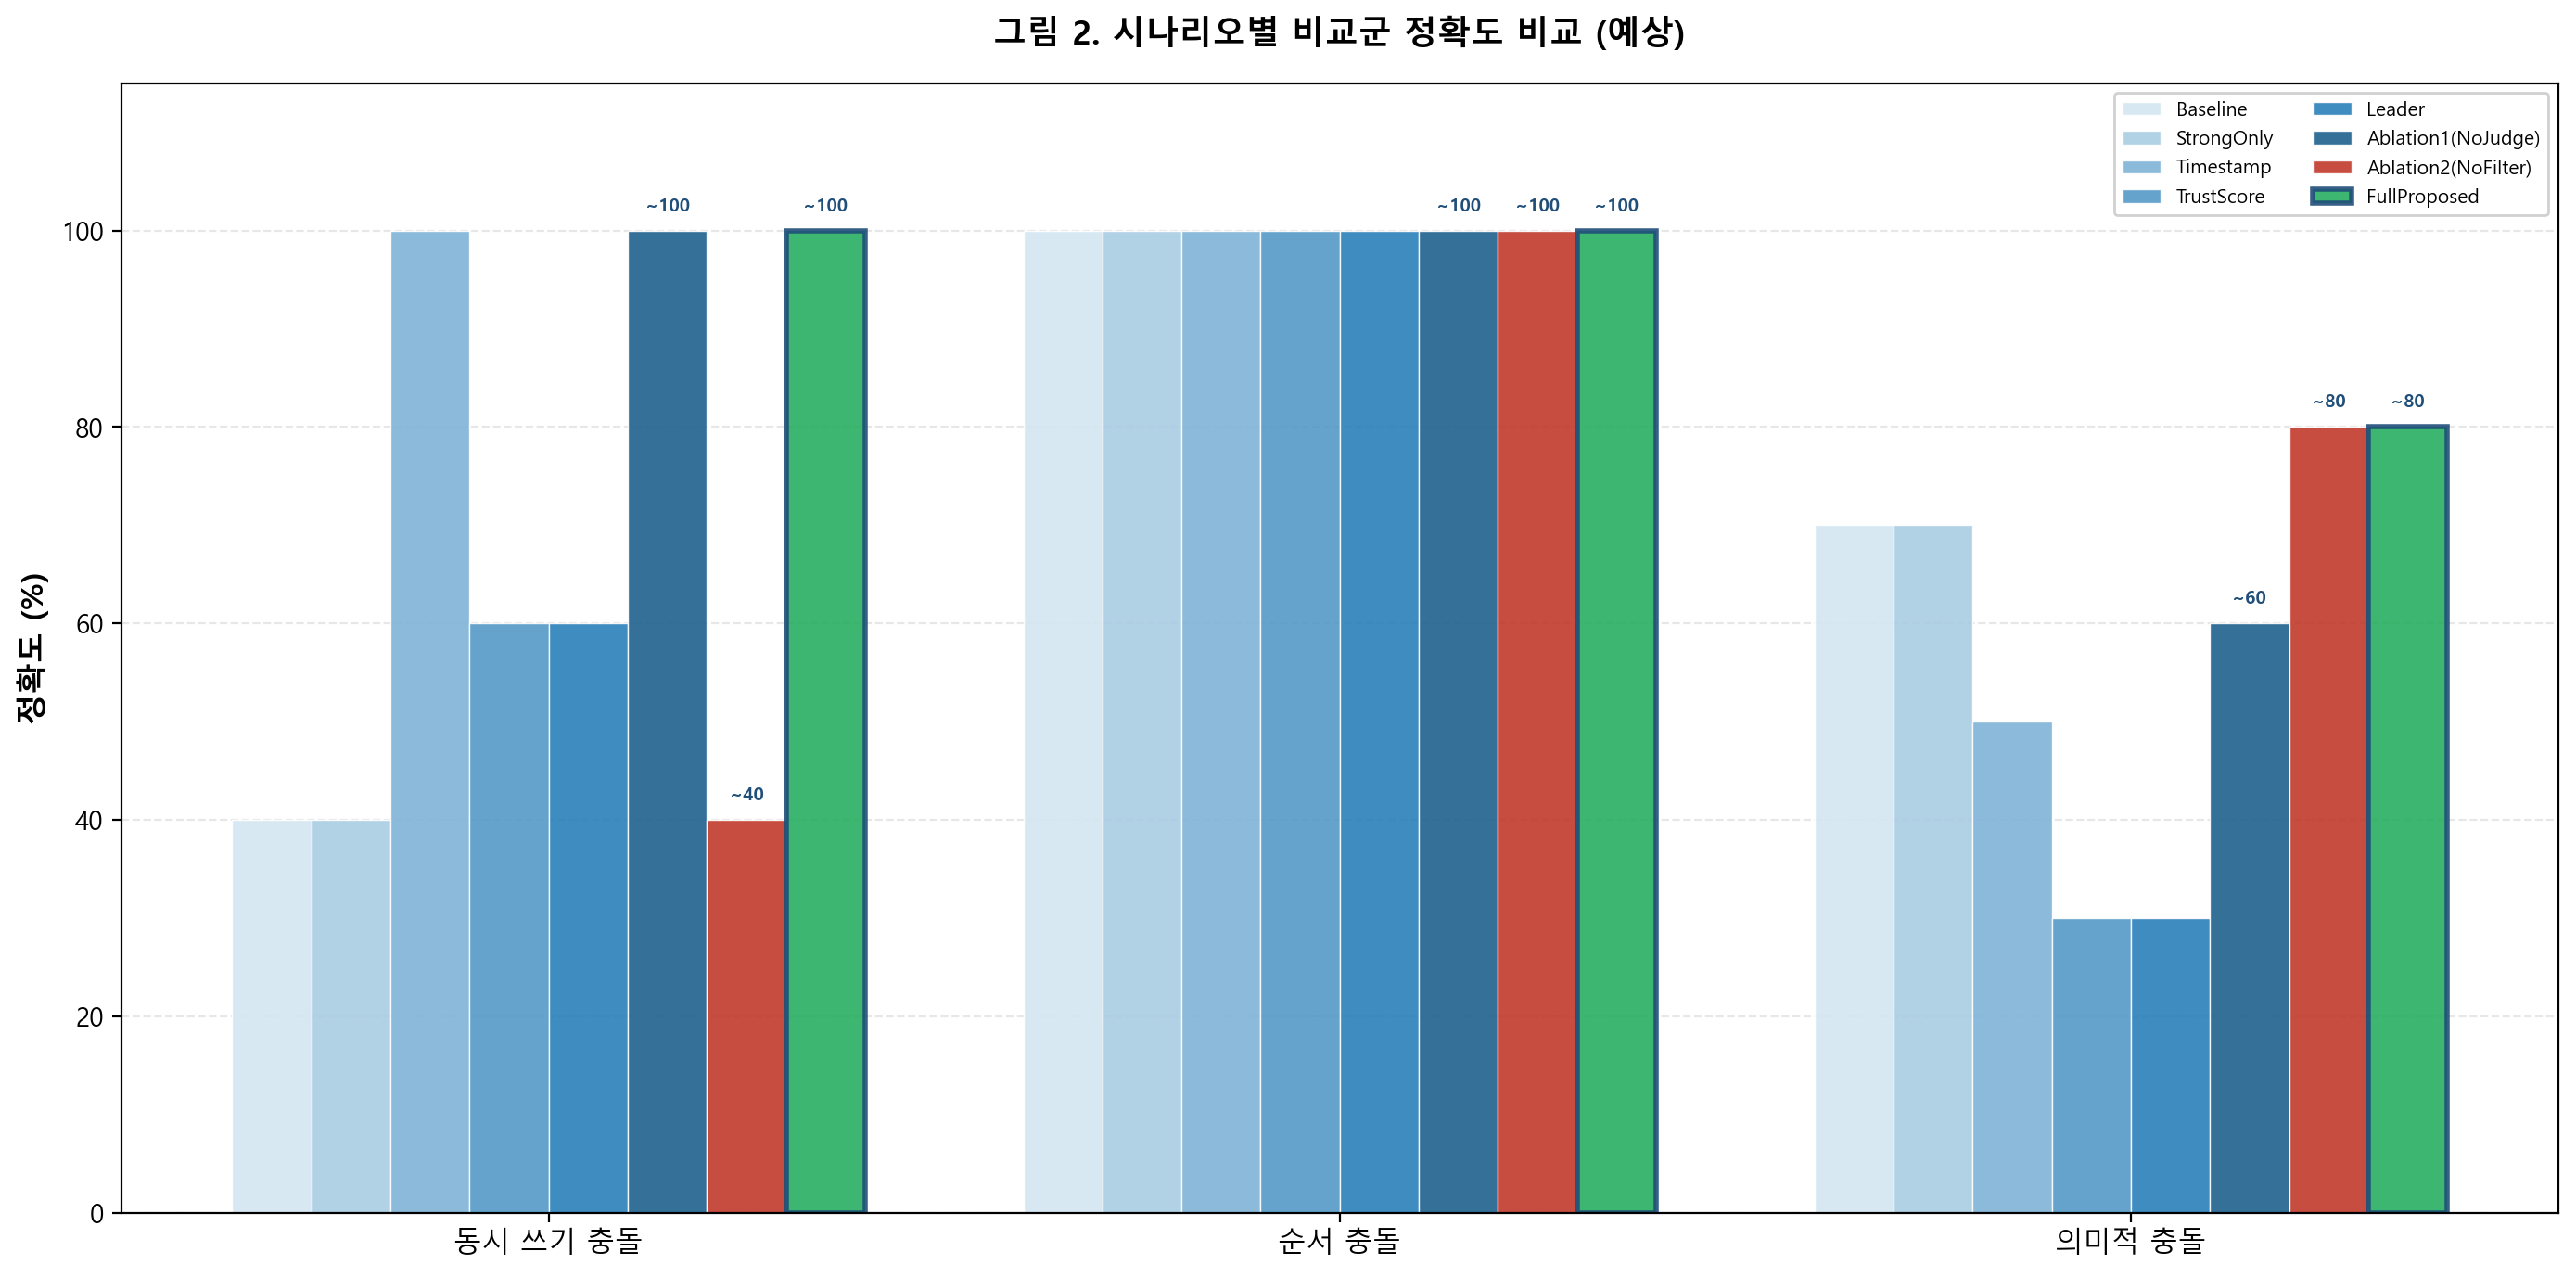 그림 2. 시나리오별 비교군 정확도 비교 (예상)
Baseline
StrongOnly
Timestamp
TrustScore
Leader
Ablation1(NoJudge)
Ablation2(NoFilter)
FullProposed
정확도 (%)
100
80
60
40
20
0
~100
~40
~100
~100
~100
~100
~60
~80
~80
동시 쓰기 충돌
순서 충돌
의미적 충돌